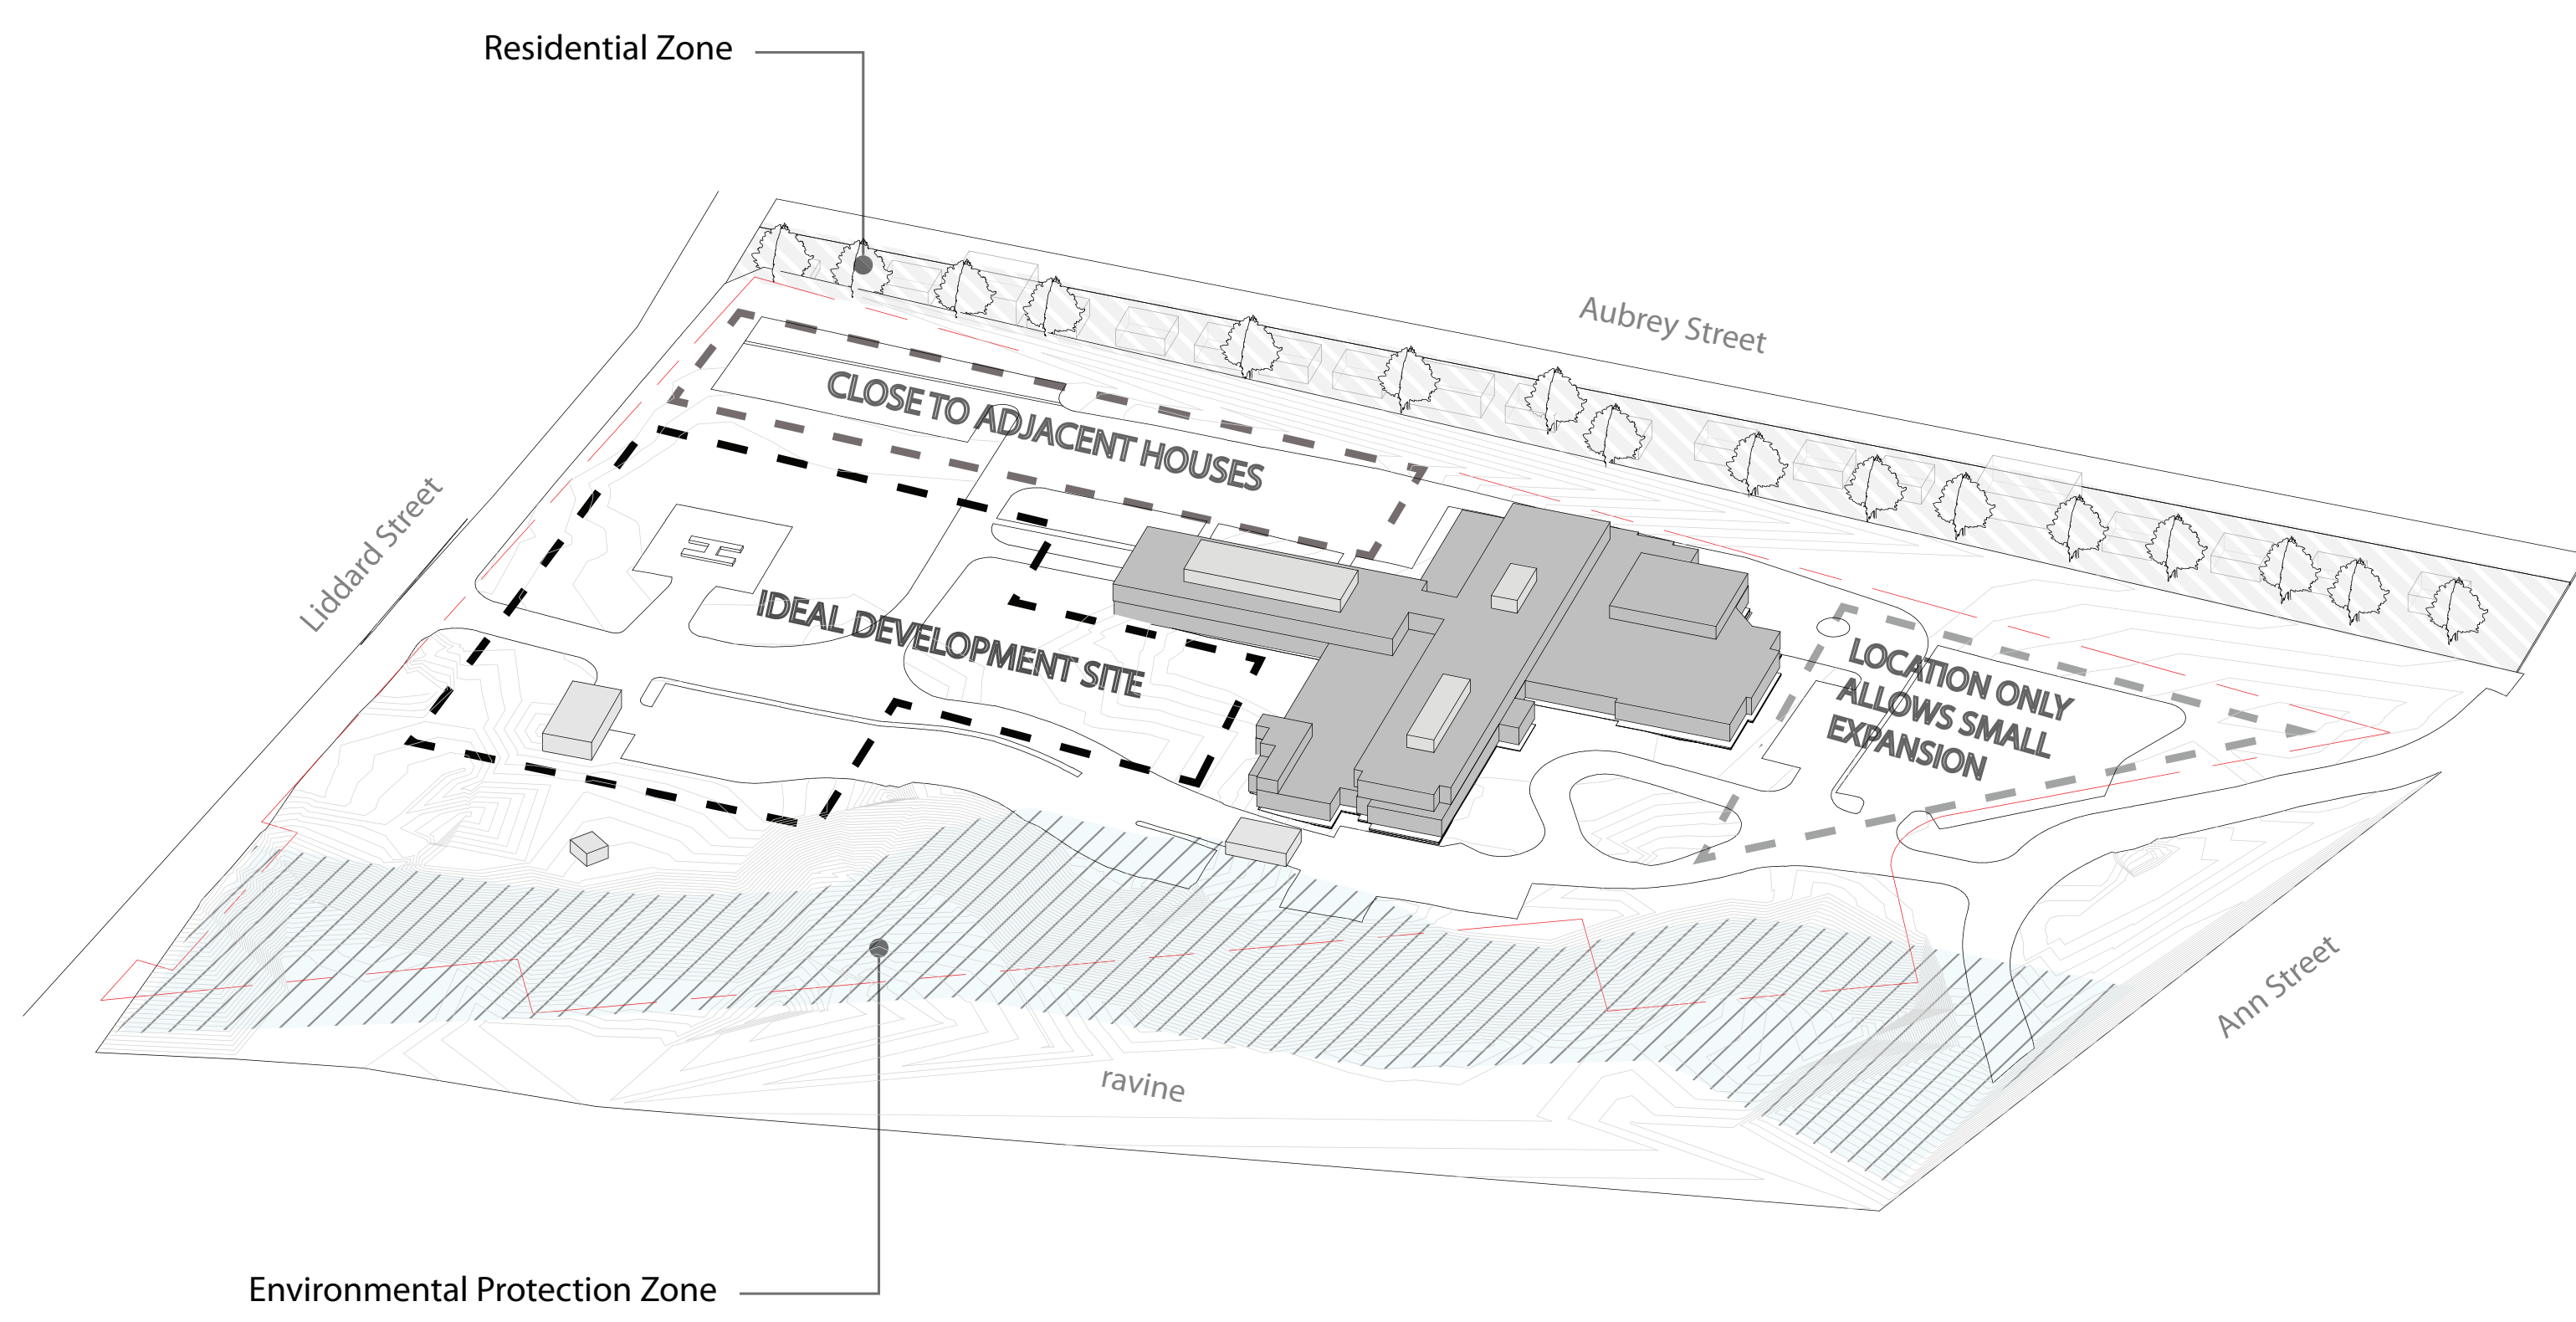 Residential Zone
Aubrey Street
CLOSE TO ADJACENT HOUSES
Liddard Street
H
IDEAL DEVELOPMENT SITE
LOCATION ONLY
ALLOWS SMALL
EXPANSION
Ann Street
ravine
Environmental Protection Zone